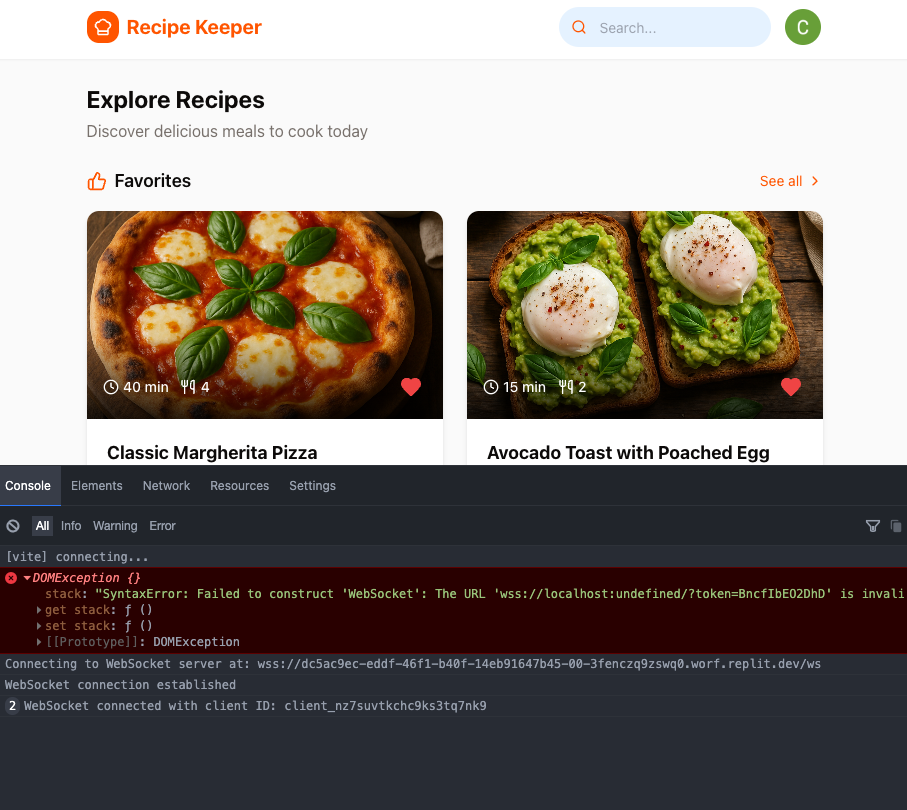 Recipe Keeper
Search...
C
Explore Recipes
Discover delicious meals to cook today
Favorites
See all
40 min 4
15 min 2
Classic Margherita Pizza
Avocado Toast with Poached Egg
Console Elements Network Resources Settings
All Info Warning Error
[vite] connecting...
DOMException {}
stack: "SyntaxError: Failed to construct 'WebSocket': The URL 'wss://localhost:undefined/?token=BncfIbEO2DhD' is invali
get stack: ƒ ()
set stack: ƒ ()
[[Prototype]]: DOMException
Connecting to WebSocket server at: wss://dc5ac9ec-eddf-46f1-b40f-14eb91647b45-00-3fenczq9zswq0.worf.replit.dev/ws
WebSocket connection established
2 WebSocket connected with client ID: client_nz7suvtkchc9ks3tq7nk9